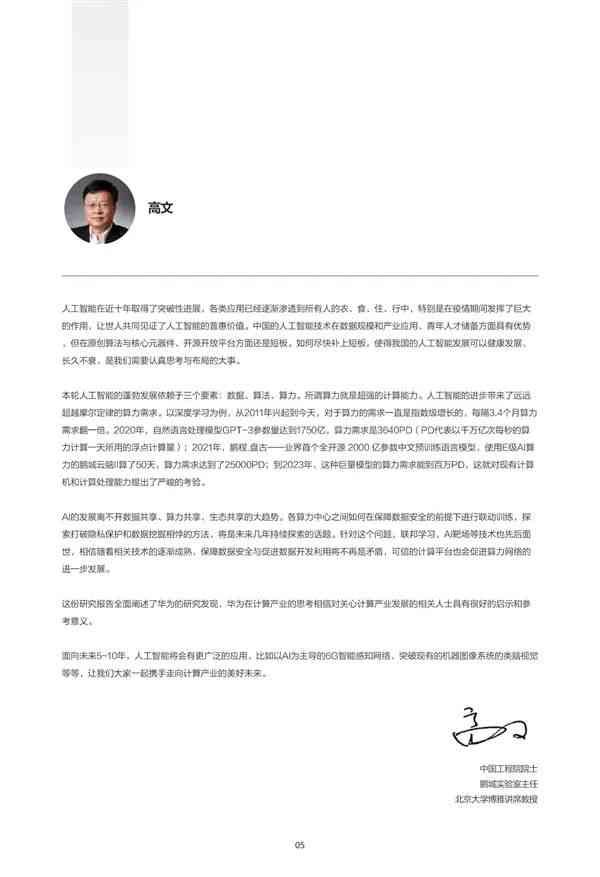 高文
人工智能在近十年取得了突破性进展，各类应用已经逐渐渗透到所有人的衣、食、住、行中，特别是在疫情期间发挥了巨大
的作用，让世人共同见证了人工智能的普惠价值。中国的人工智能技术在数据规模和产业应用、青年人才储备方面具有优势
，但在原创算法与核心元器件、开源开放平台方面还是短板。如何尽快补上短板，使得我国的人工智能发展可以健康发展、
长久不衰，是我们需要认真思考与布局的大事。
本轮人工智能的蓬勃发展依赖于三个要素：数据、算法、算力。所谓算力就是超强的计算能力。人工智能的进步带来了远远
超越摩尔定律的算力需求。以深度学习为例，从2011年兴起到今天，对于算力的需求一直是指数级增长的，每隔3.4个月算力
需求翻一倍。2020年，自然语言处理模型GPT-3参数量达到1750亿，算力需求是3640PD（PD代表以千万亿次每秒的算
力计算一天所用的浮点计算量）；2021年，鹏程.盘古——业界首个全开源 2000 亿参数中文预训练语言模型，使用E级AI算
力的鹏城云脑II算了50天，算力需求达到了25000PD；到2023年，这种巨量模型的算力需求能到百万PD，这就对现有计算
机和计算处理能力提出了严峻的考验。
AI的发展离不开数据共享、算力共享，生态共享的大趋势。各算力中心之间如何在保障数据安全的前提下进行联动训练，探
索打破隐私保护和数据挖掘相悖的方法，将是未来几年持续探索的话题。针对这个问题，联邦学习，AI靶场等技术也先后面
世，相信随着相关技术的逐渐成熟，保障数据安全与促进数据开发利用将不再是矛盾，可信的计算平台也会促进算力网络的
进一步发展。
这份研究报告全面阐述了华为的研究发现，华为在计算产业的思考相信对关心计算产业发展的相关人士具有很好的启示和参
考意义。
面向未来5-10年，人工智能将会有更广泛的应用，比如以AI为主导的6G智能感知网络，突破现有的机器图像系统的类脑视觉
等等，让我们大家一起携手走向计算产业的美好未来。
高文
中国工程院院士
鹏城实验室主任
北京大学博雅讲席教授
05